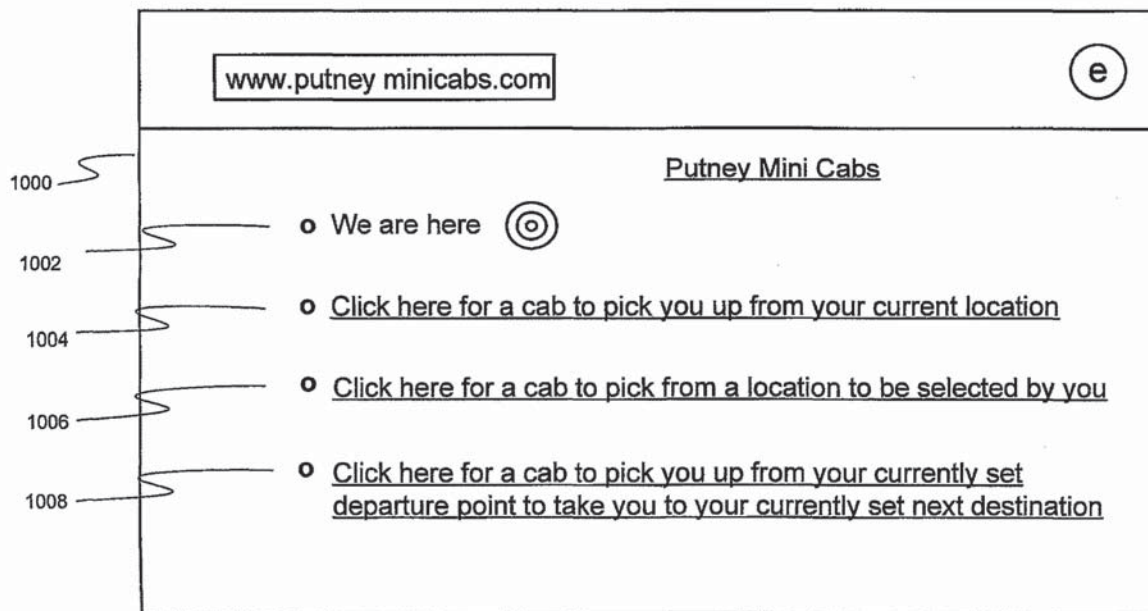 www.putney minicabs.com
e
Putney Mini Cabs
1000
o We are here
1002
o Click here for a cab to pick you up from your current location
1004
o Click here for a cab to pick from a location to be selected by you
1006
o Click here for a cab to pick you up from your currently set
departure point to take you to your currently set next destination
1008